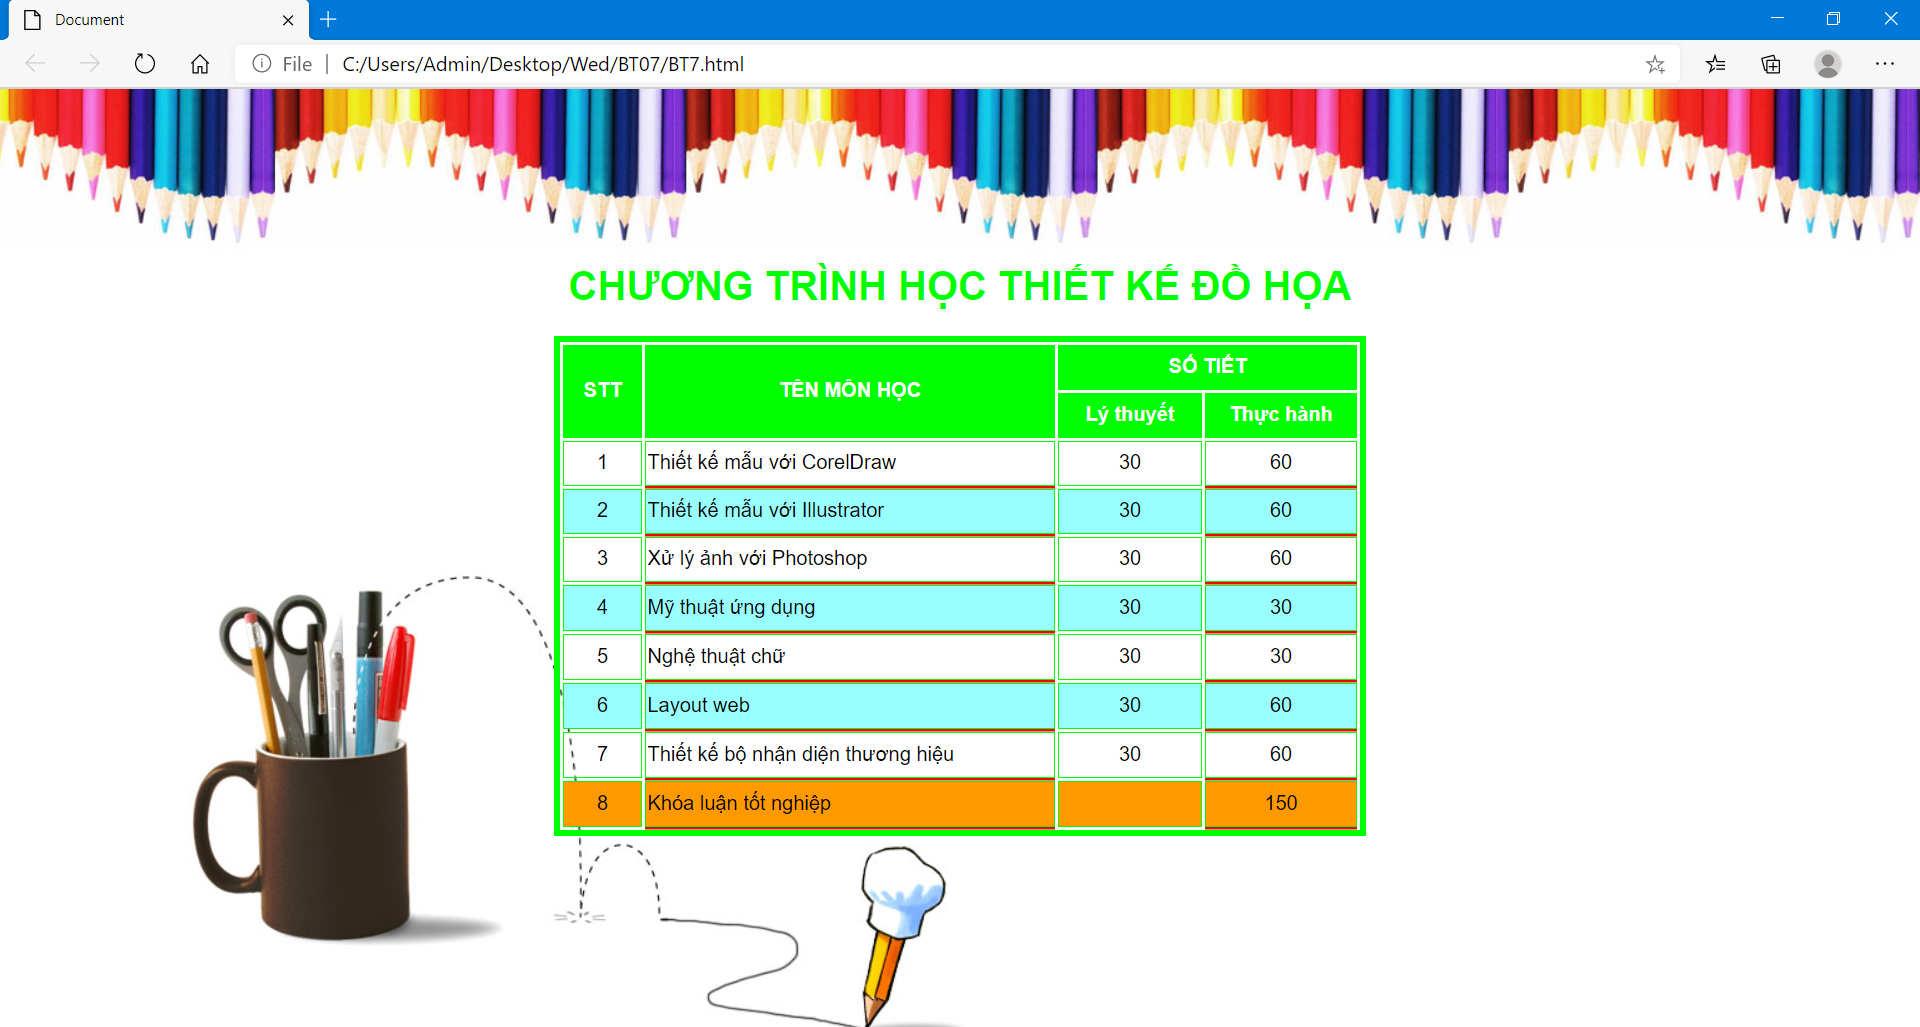 Document
File | C:/Users/Admin/Desktop/Wed/BT07/BT7.html
CHƯƠNG TRÌNH HỌC THIẾT KẾ ĐỒ HỌA
STT TÊN MÔN HỌC SỐ TIẾT
Lý thuyết Thực hành
1 Thiết kế mẫu với CorelDraw 30 60
2 Thiết kế mẫu với Illustrator 30 60
3 Xử lý ảnh với Photoshop 30 60
4 Mỹ thuật ứng dụng 30 30
5 Nghệ thuật chữ 30 30
6 Layout web 30 60
7 Thiết kế bộ nhận diện thương hiệu 30 60
8 Khóa luận tốt nghiệp 150